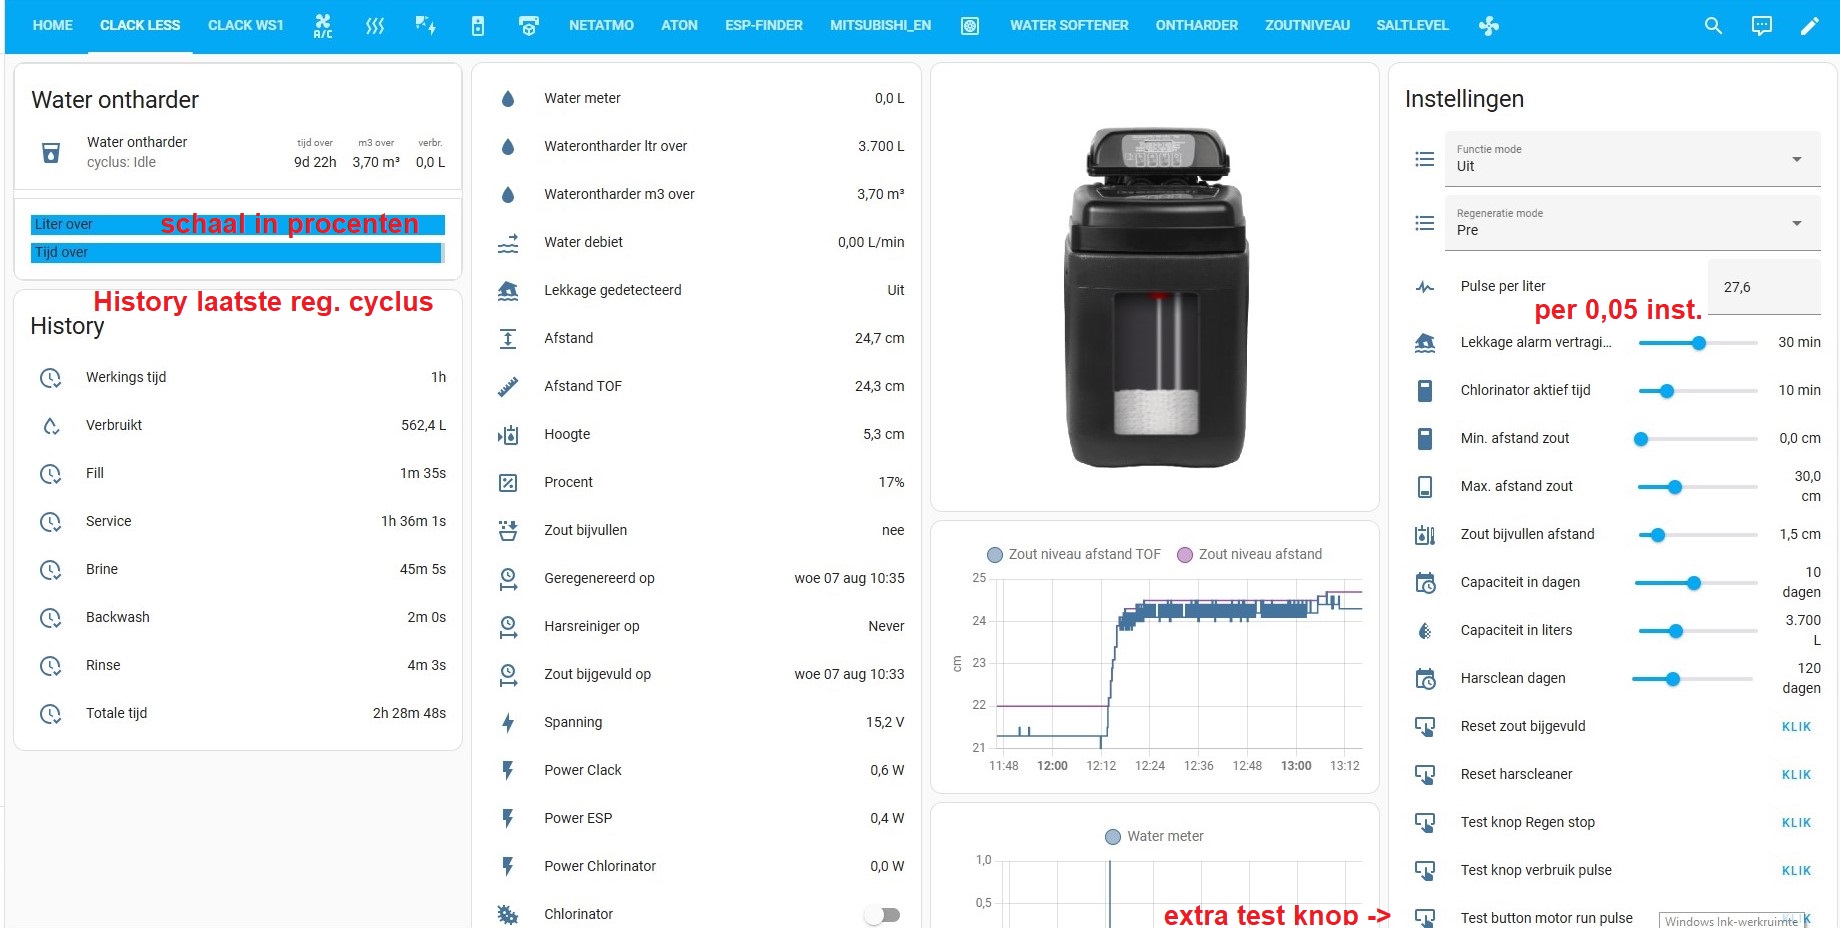 HOME CLACK LESS CLACK WS1 A/C NETATMO ATON ESP-FINDER MITSUBISHI_EN WATER SOFTENER ONTHARDER ZOUTNIVEAU SALTLEVEL
Water ontharder
Water ontharder
cyclus: Idle
tijd over m3 over verbr.
9d 22h 3,70 m³ 0,0 L
Liter over
schaal in procenten
Tijd over
History laatste reg. cyclus
History
Werkings tijd 1h
Verbruikt 562,4 L
Fill 1m 35s
Service 1h 36m 1s
Brine 45m 5s
Backwash 2m 0s
Rinse 4m 3s
Totale tijd 2h 28m 48s
Water meter 0,0 L
Waterontharder ltr over 3.700 L
Waterontharder m3 over 3,70 m³
Water debiet 0,00 L/min
Lekkage gedetecteerd Uit
Afstand 24,7 cm
Afstand TOF 24,3 cm
Hoogte 5,3 cm
Procent 17%
Zout bijvullen nee
Geregenereerd op woe 07 aug 10:35
Harsreiniger op Never
Zout bijgevuld op woe 07 aug 10:33
Spanning 15,2 V
Power Clack 0,6 W
Power ESP 0,4 W
Power Chlorinator 0,0 W
Chlorinator
Zout niveau afstand TOF Zout niveau afstand
25
24
23
22
21
cm
11:48 12:00 12:12 12:24 12:36 12:48 13:00 13:12
Water meter
1,0
0,5
extra test knop ->
Instellingen
Functie mode
Uit
Regeneratie mode
Pre
Pulse per liter 27,6
per 0,05 inst.
Lekkage alarm vertragi... 30 min
Chlorinator aktief tijd 10 min
Min. afstand zout 0,0 cm
Max. afstand zout 30,0
cm
Zout bijvullen afstand 1,5 cm
Capaciteit in dagen 10
dagen
Capaciteit in liters 3.700
L
Harsclean dagen 120
dagen
Reset zout bijgevuld KLIK
Reset harscleaner KLIK
Test knop Regen stop KLIK
Test knop verbruik pulse KLIK
Test button motor run pulse KLIK
Windows Ink-werkruimte